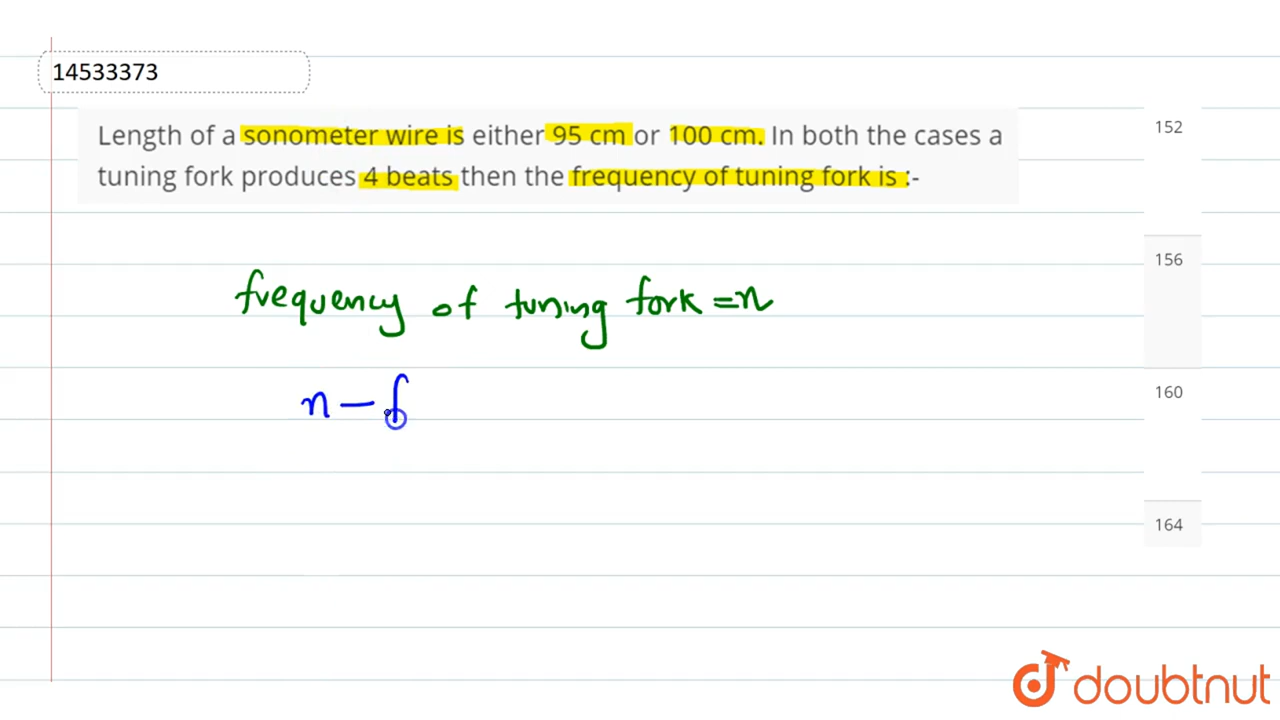 14533373
Length of a sonometer wire is either 95 cm or 100 cm. In both the cases a
tuning fork produces 4 beats then the frequency of tuning fork is :-
152
156
160
164
frequency of tuning fork = n
n - f
doubtnut